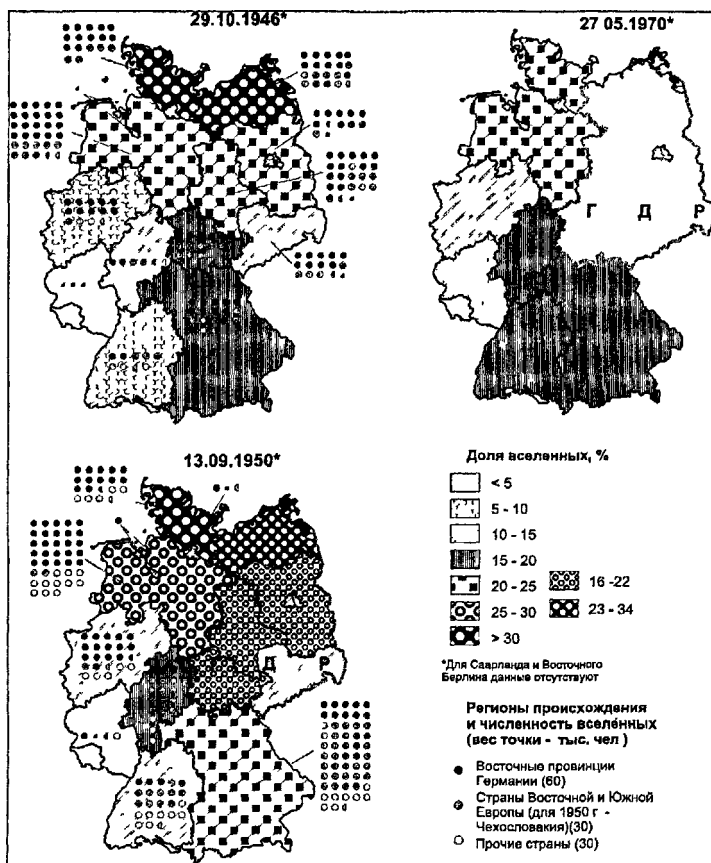 29.10.1946*
27 05.1970*
Г Д Р
13.09.1950*
Д Р
Доля вселенных, %
< 5
5 - 10
10 - 15
15 - 20
20 - 25
25 - 30
> 30
16 -22
23 - 34
*Для Саарланда и Восточного
Берлина данные отсутствуют
Регионы происхождения
и численность вселённых
(вес точки - тыс. чел )
Восточные провинции
Германии (60)
Страны Восточной и Южной
Европы (для 1950 г -
Чехословакия)(30)
Прочие страны (30)